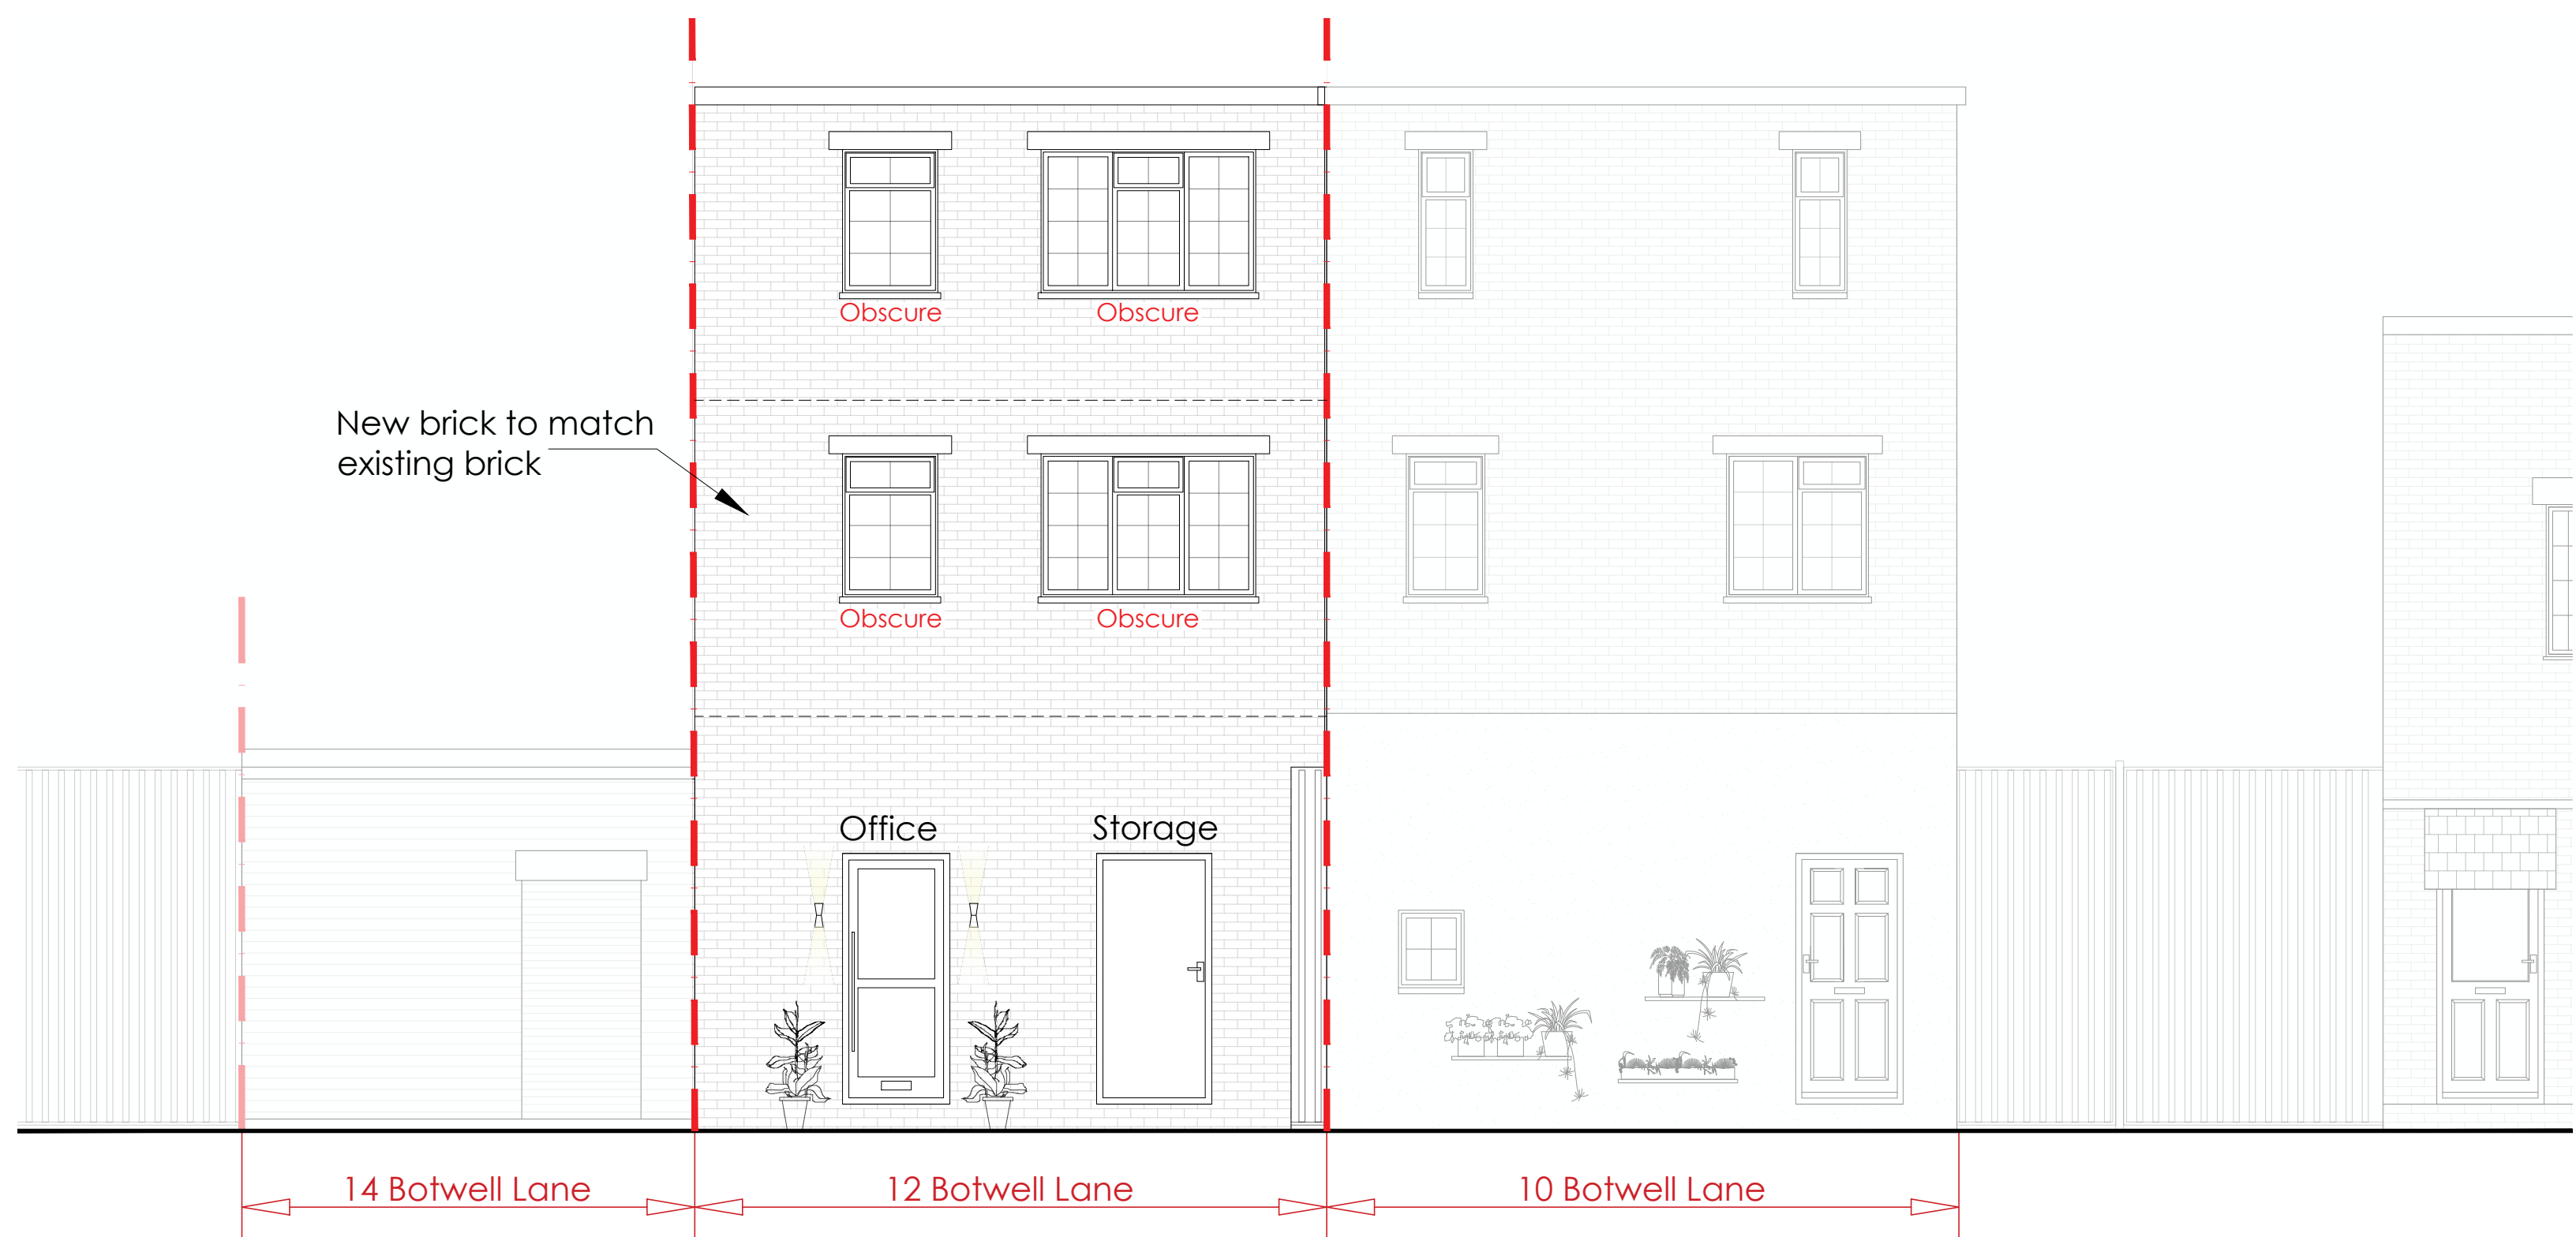 Obscure
Obscure
New brick to match
existing brick
Obscure
Obscure
Office
Storage
14 Botwell Lane
12 Botwell Lane
10 Botwell Lane